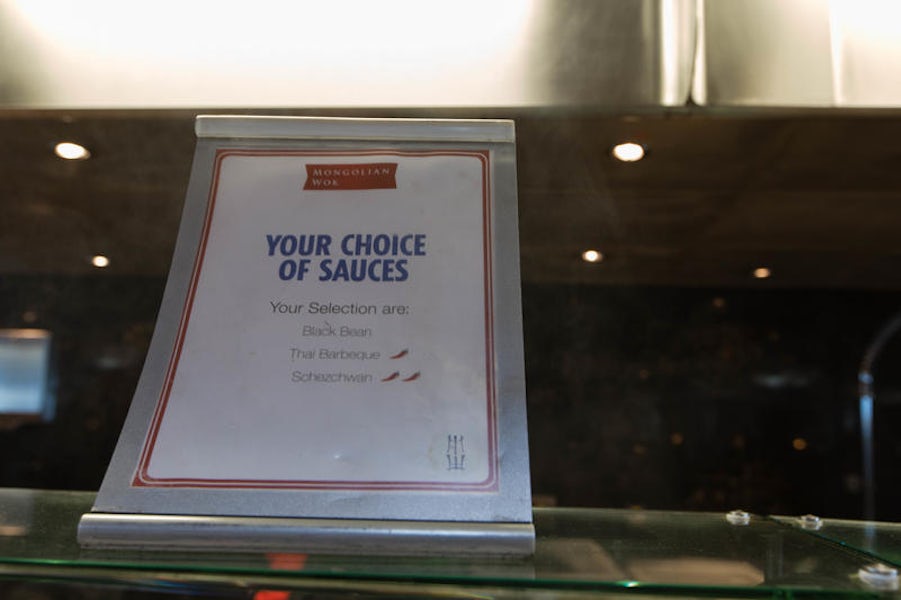 MONGOLIAN
WOK
YOUR CHOICE
OF SAUCES
Your Selection are:
Black Bean
Thai Barbeque
Schezchwan